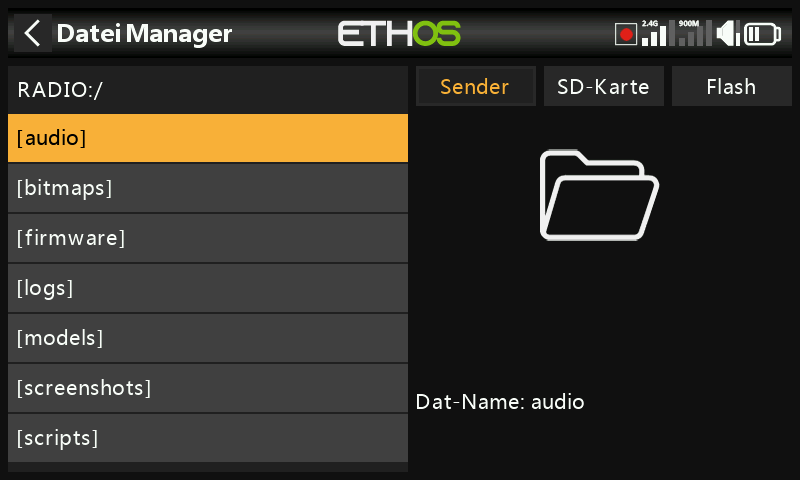 Datei Manager
ETHOS
2.4G
900M
RADIO:/
Sender
SD-Karte
Flash
[audio]
[bitmaps]
[firmware]
[logs]
[models]
[screenshots]
[scripts]
Dat-Name: audio